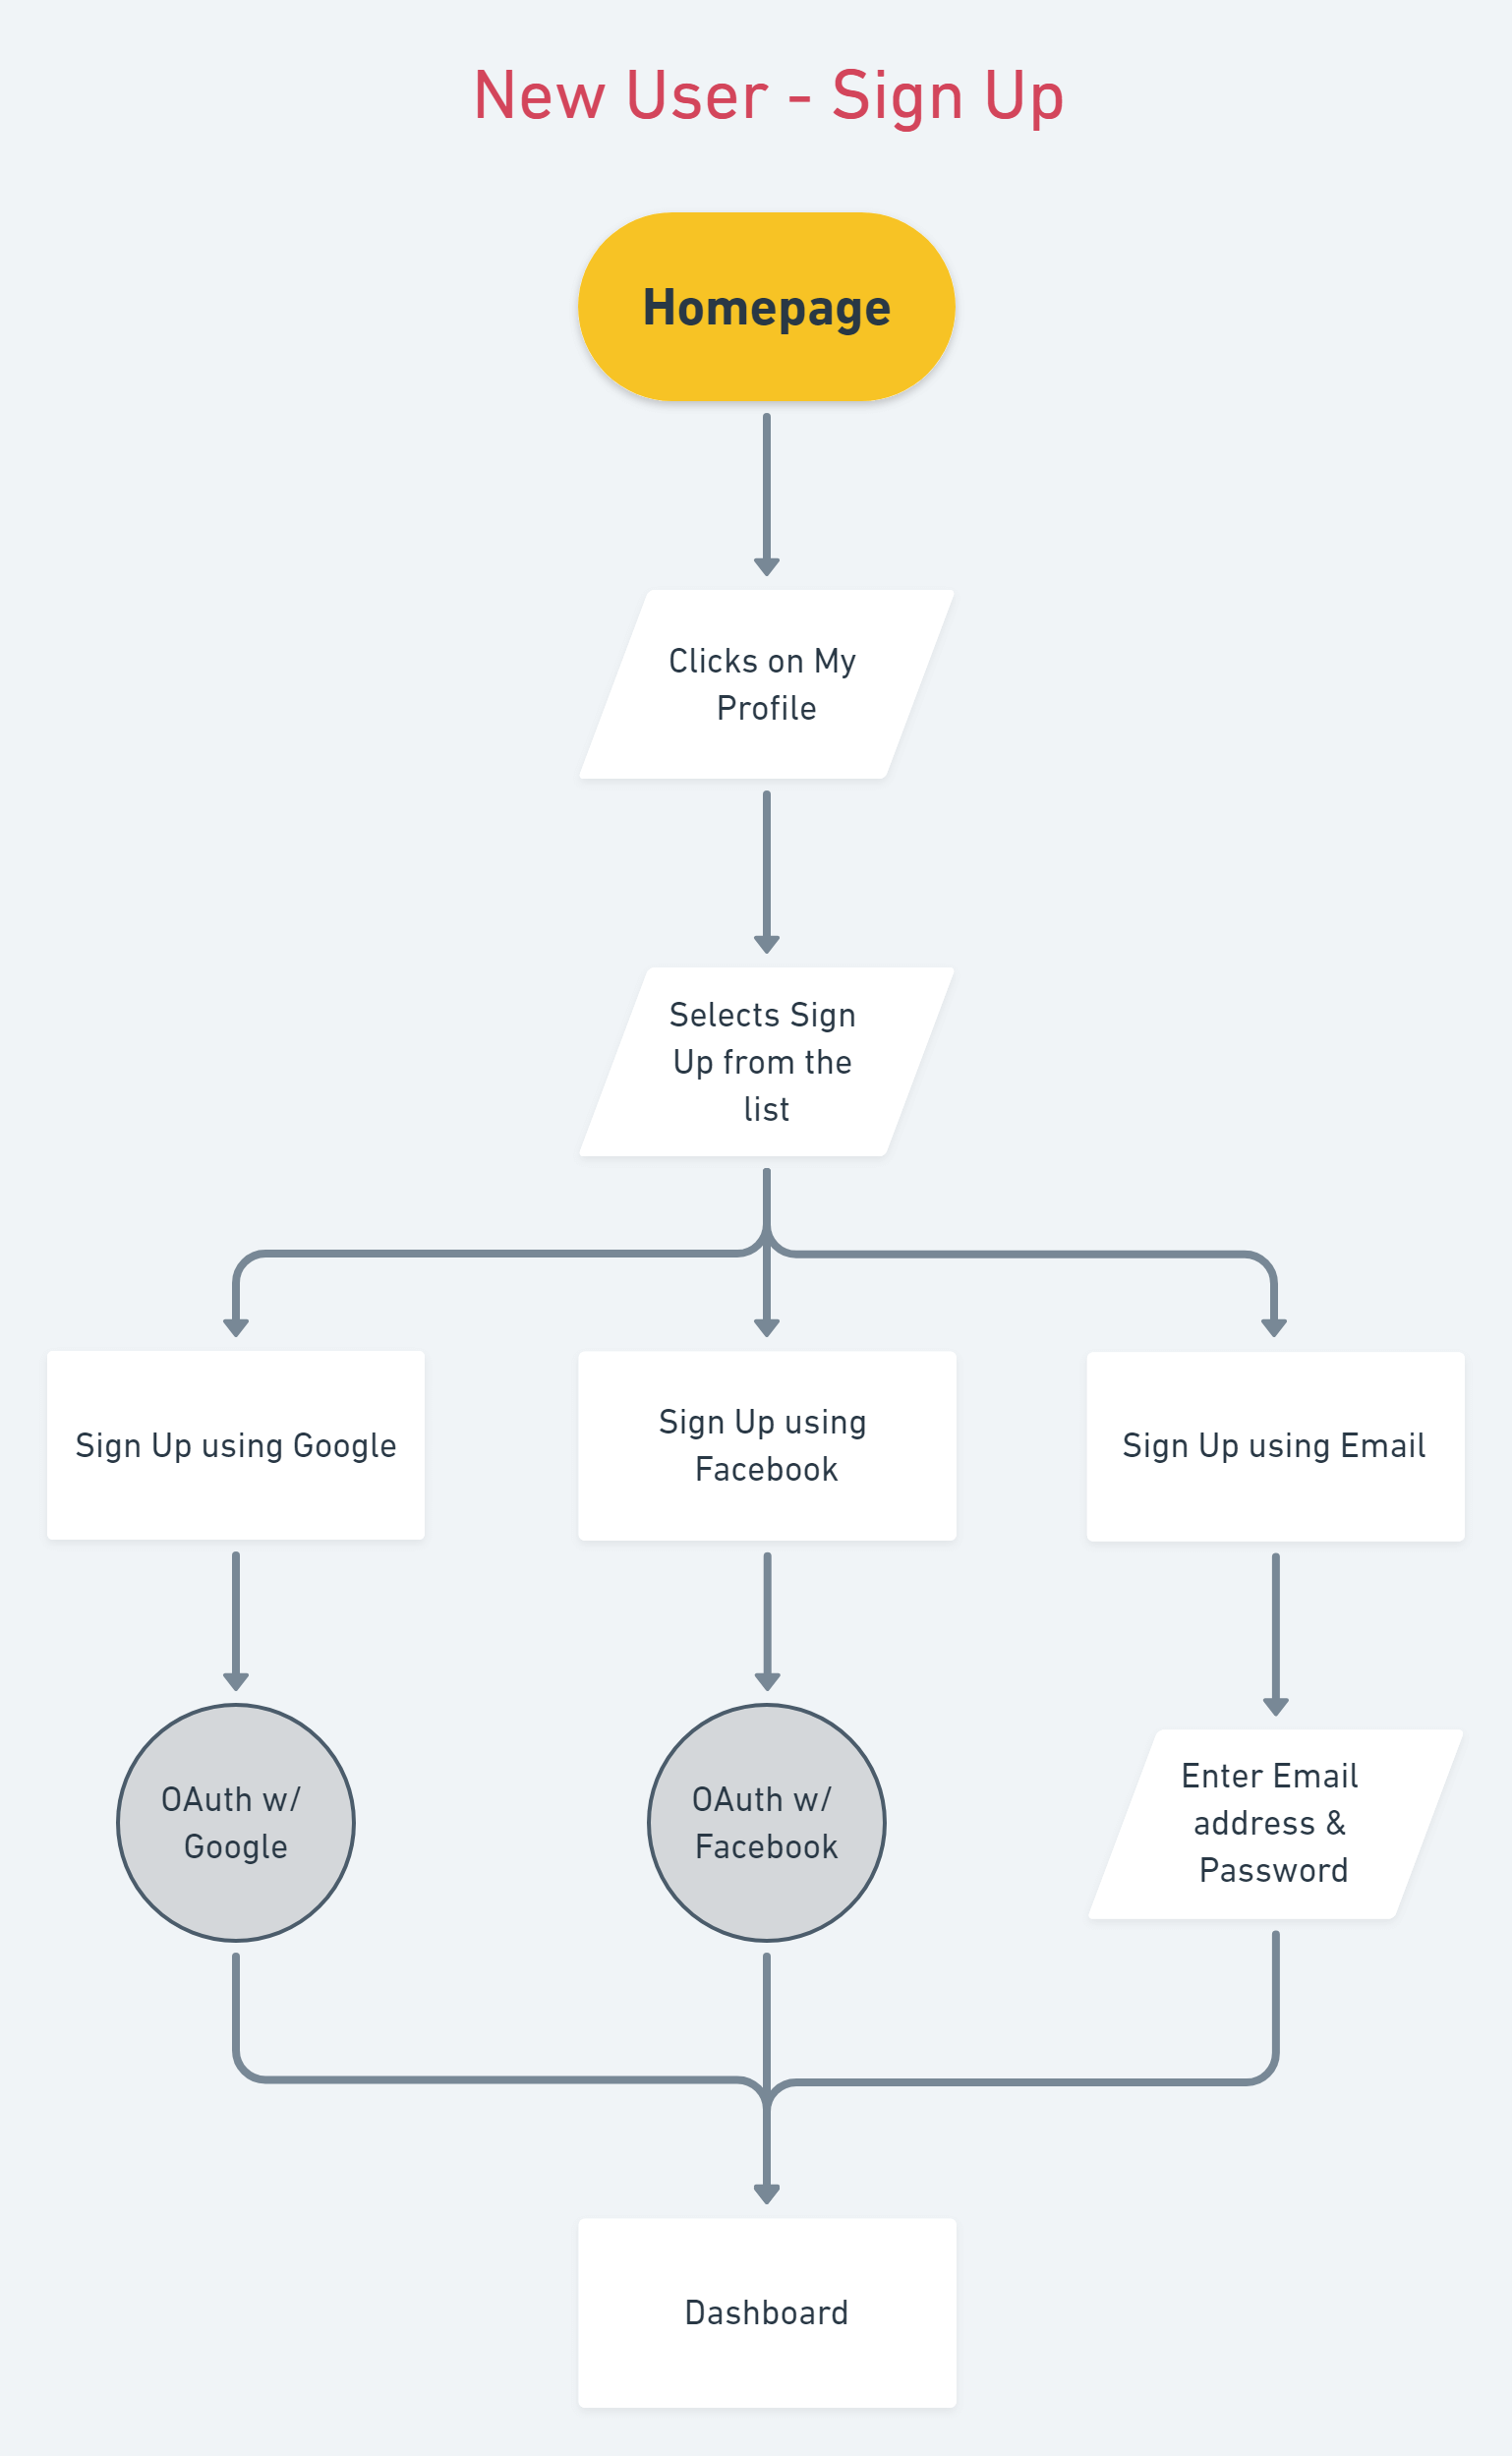 New User - Sign Up
Homepage
Clicks on My
Profile
Selects Sign
Up from the
list
Sign Up using Google
Sign Up using
Facebook
Sign Up using Email
OAuth w/
Google
OAuth w/
Facebook
Enter Email
address &
Password
Dashboard